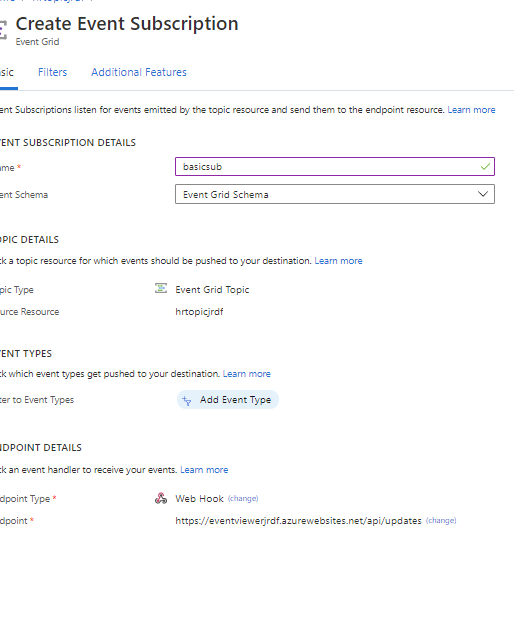 Create Event Subscription
Event Grid
sic Filters Additional Features
ent Subscriptions listen for events emitted by the topic resource and send them to the endpoint resource. Learn more
VENT SUBSCRIPTION DETAILS
ame * basicsub
ent Schema Event Grid Schema
OPIC DETAILS
ck a topic resource for which events should be pushed to your destination. Learn more
pic Type Event Grid Topic
urce Resource hrtopicjrdf
VENT TYPES
ck which event types get pushed to your destination. Learn more
ter to Event Types Add Event Type
NDPOINT DETAILS
ck an event handler to receive your events. Learn more
dpoint Type * Web Hook (change)
dpoint * https://eventviewerjrdf.azurewebsites.net/api/updates (change)